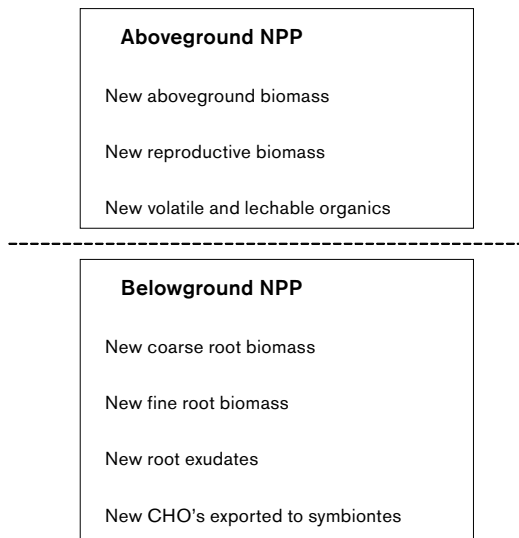 Aboveground NPP
New aboveground biomass
New reproductive biomass
New volatile and lechable organics
Belowground NPP
New coarse root biomass
New fine root biomass
New root exudates
New CHO's exported to symbiontes